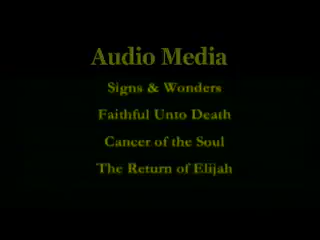 Audio Media
Signs & Wonders
Faithful Unto Death
Cancer of the Soul
The Return of Elijah